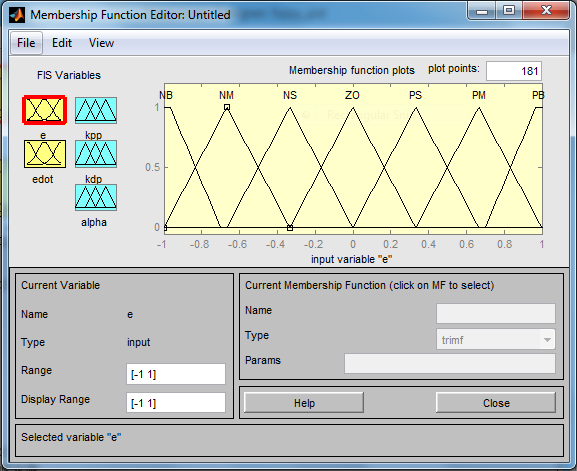 Membership Function Editor: Untitled
File Edit View
FIS Variables
Membership function plots plot points: 181
NB NM NS ZO PS PM PB
e kpp
edot kdp
alpha
1
0.5
0
-1 -0.8 -0.6 -0.4 -0.2 0 0.2 0.4 0.6 0.8 1
input variable "e"
Current Variable
Name e
Type input
Range [-1 1]
Display Range [-1 1]
Current Membership Function (click on MF to select)
Name
Type trimf
Params
Help Close
Selected variable "e"